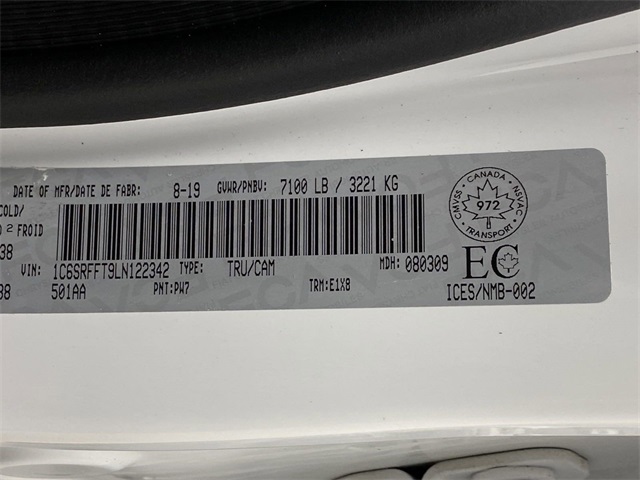 DATE OF MFR/DATE DE FABR: 8-19 GVWR/PNBV: 7100 LB / 3221 KG
COLD/
D 2 FROID
38
VIN: 1C6SRFFT9LN122342 TYPE: TRU/CAM MDH: 080309
38 501AA PNT:PW7 TRM:E1X8
CANADA
CMVSS NSVAC
972
TRANSPORT
EC
ICES/NMB-002